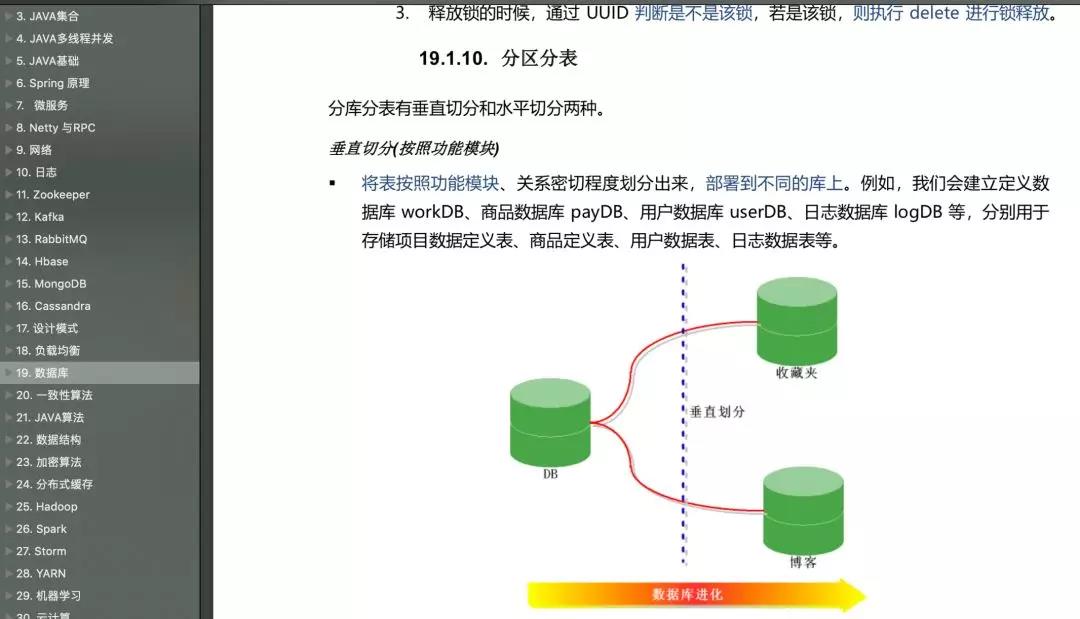 3. JAVA集合
4. JAVA多线程并发
5. JAVA基础
6. Spring 原理
7. 微服务
8. Netty 与RPC
9. 网络
10. 日志
11. Zookeeper
12. Kafka
13. RabbitMQ
14. Hbase
15. MongoDB
16. Cassandra
17. 设计模式
18. 负载均衡
19. 数据库
20. 一致性算法
21. JAVA算法
22. 数据结构
23. 加密算法
24. 分布式缓存
25. Hadoop
26. Spark
27. Storm
28. YARN
29. 机器学习
30. 云计算
3. 释放锁的时候，通过 UUID 判断是不是该锁，若是该锁，则执行 delete 进行锁释放。
19.1.10. 分区分表
分库分表有垂直切分和水平切分两种。
垂直切分(按照功能模块)
▪ 将表按照功能模块、关系密切程度划分出来，部署到不同的库上。例如，我们会建立定义数
据库 workDB、商品数据库 payDB、用户数据库 userDB、日志数据库 logDB 等，分别用于
存储项目数据定义表、商品定义表、用户数据表、日志数据表等。
收藏夹
垂直划分
DB
博客
数据库进化